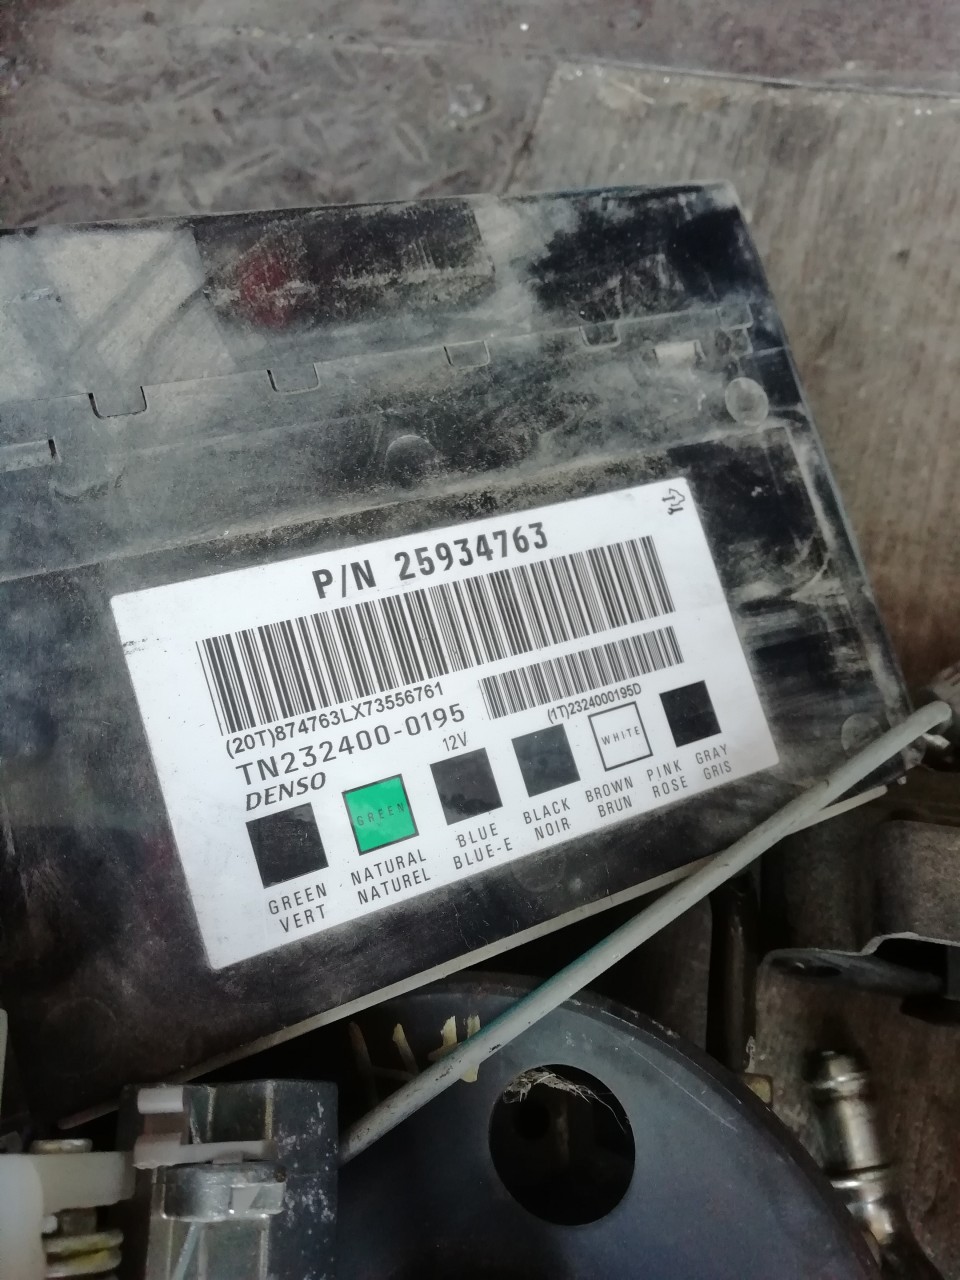 P/N 25934763
(20T)874763LX73556761
(1T)2324000195D
TN232400-0195
DENSO
12V
GREEN
WHITE
GREEN
VERT
NATURAL
NATUREL
BLUE
BLUE-E
BLACK
NOIR
BROWN
BRUN
PINK
ROSE
GRAY
GRIS